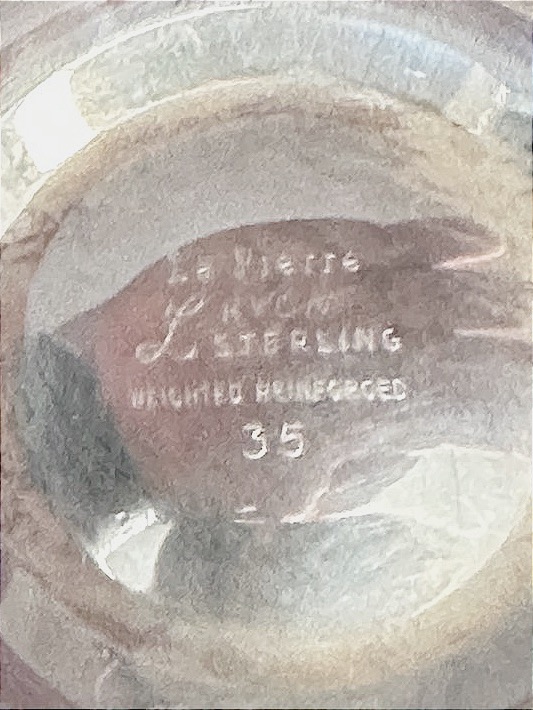 La Pierre
L
STERLING
WEIGHTED REINFORCED
35